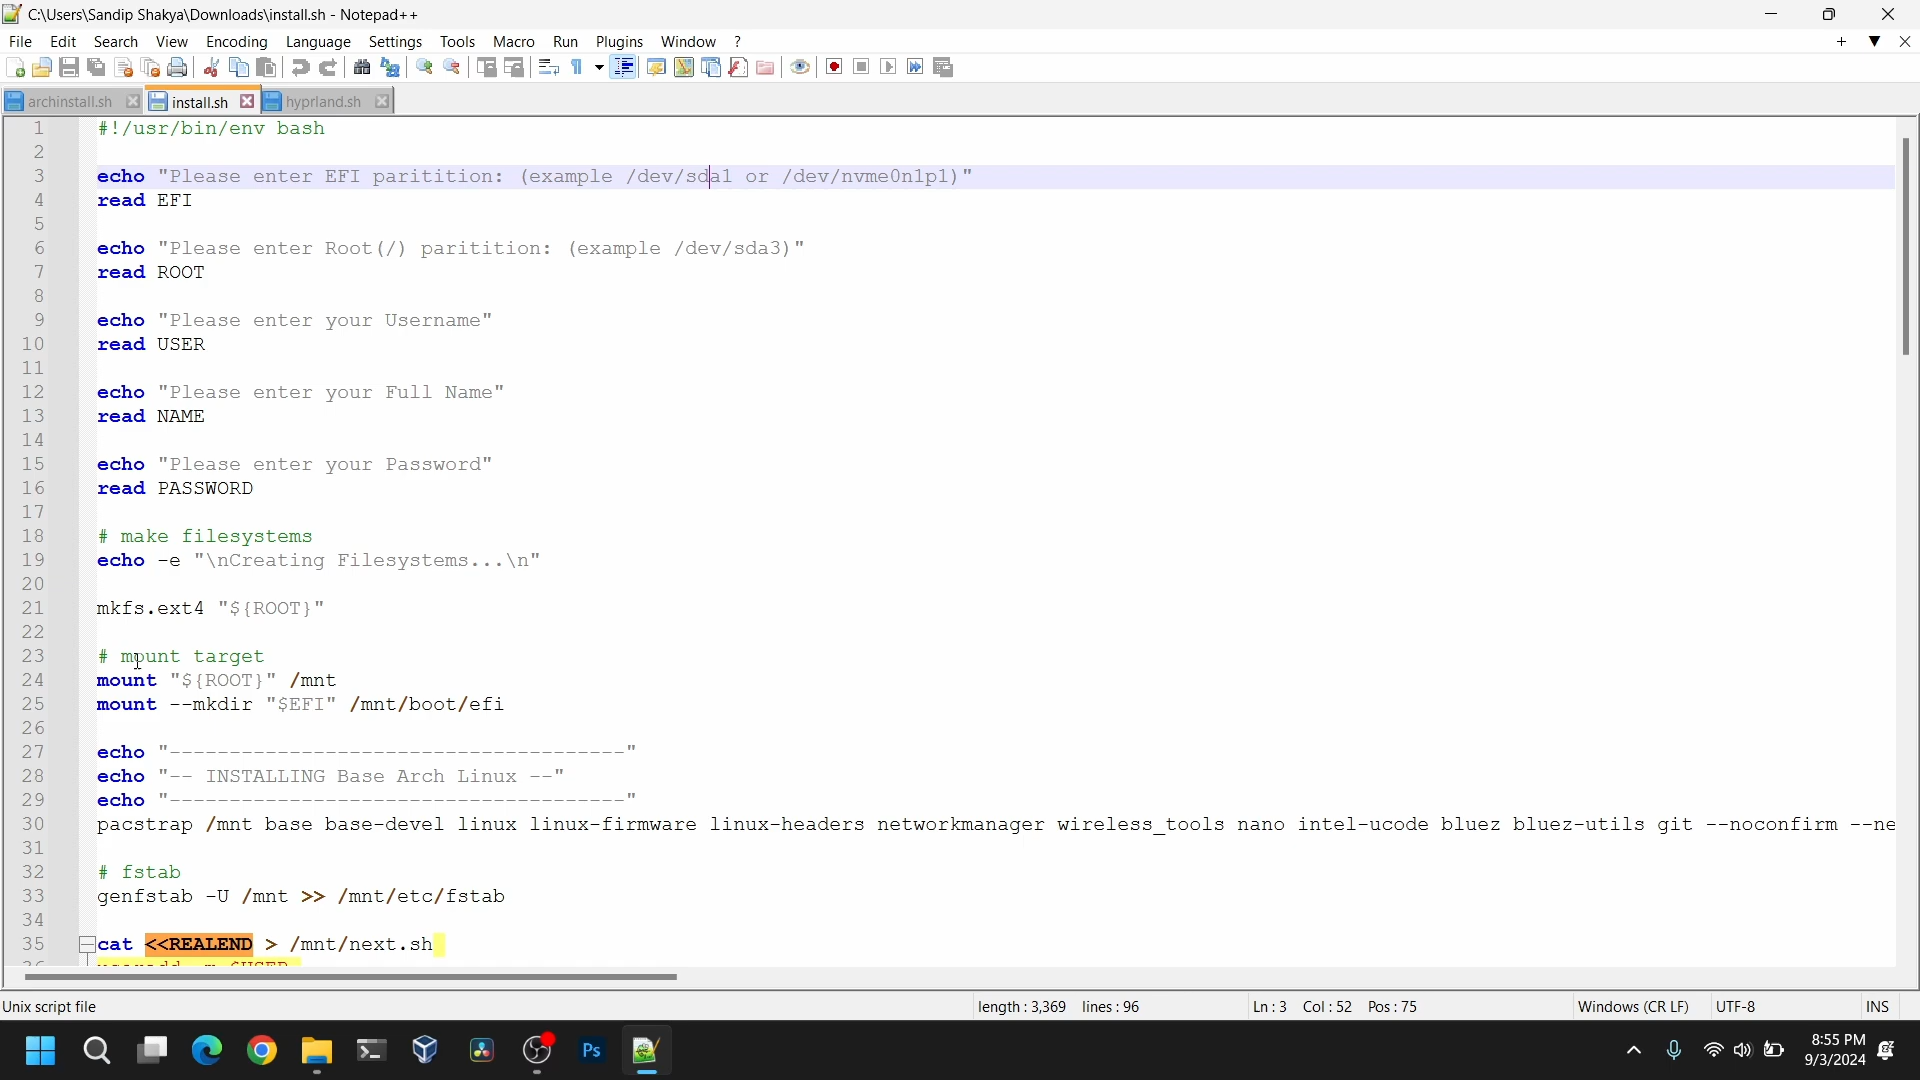 C:\Users\Sandip Shakya\Downloads\install.sh - Notepad++
File Edit Search View Encoding Language Settings Tools Macro Run Plugins Window ?
archinstall.sh install.sh hyprland.sh
1 #!/usr/bin/env bash
2
3 echo "Please enter EFI paritition: (example /dev/sda1 or /dev/nvme0n1p1)"
4 read EFI
5
6 echo "Please enter Root(/) paritition: (example /dev/sda3)"
7 read ROOT
8
9 echo "Please enter your Username"
10 read USER
11
12 echo "Please enter your Full Name"
13 read NAME
14
15 echo "Please enter your Password"
16 read PASSWORD
17
18 # make filesystems
19 echo -e "\nCreating Filesystems...\n"
20
21 mkfs.ext4 "${ROOT}"
22
23 # mount target
24 mount "${ROOT}" /mnt
25 mount --mkdir "$EFI" /mnt/boot/efi
26
27 echo "--------------------------------------"
28 echo "-- INSTALLING Base Arch Linux --"
29 echo "--------------------------------------"
30 pacstrap /mnt base base-devel linux linux-firmware linux-headers networkmanager wireless_tools nano intel-ucode bluez bluez-utils git --noconfirm --ne
31
32 # fstab
33 genfstab -U /mnt >> /mnt/etc/fstab
34
35 cat <<REALEND > /mnt/next.sh
Unix script file length : 3,369 lines : 96 Ln : 3 Col : 52 Pos : 75 Windows (CR LF) UTF-8 INS
Ps
8:55 PM
9/3/2024